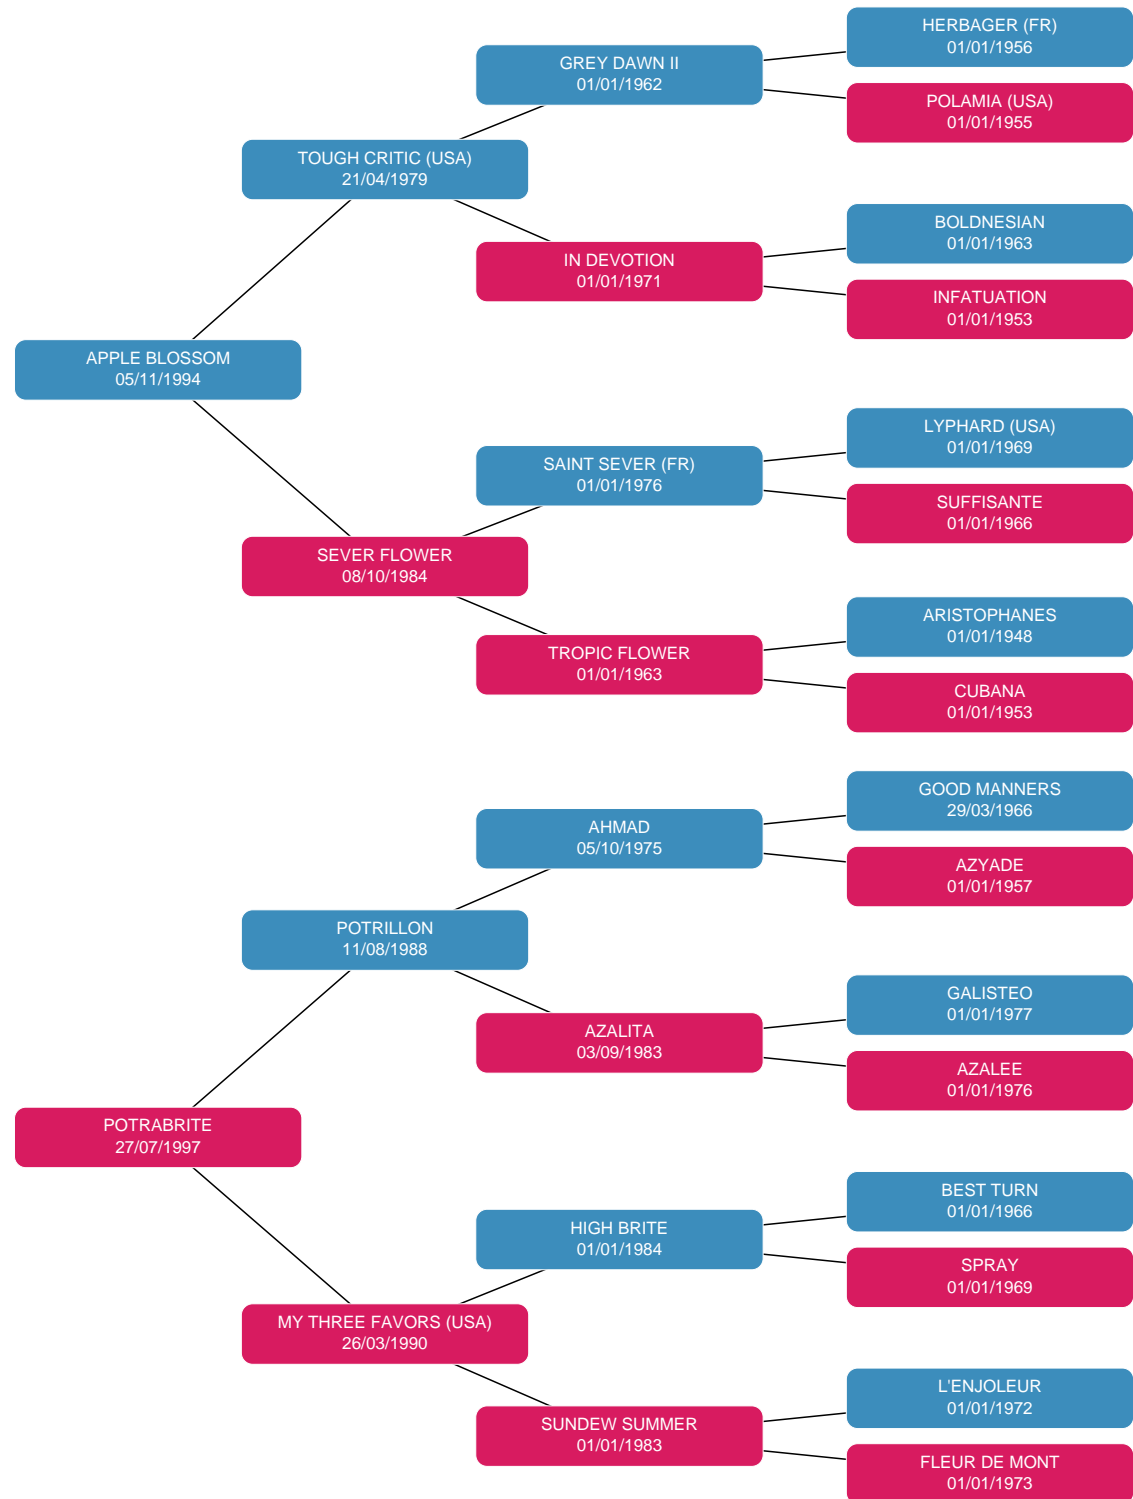 HERBAGER (FR)
01/01/1956
GREY DAWN II
01/01/1962
POLAMIA (USA)
01/01/1955
TOUGH CRITIC (USA)
21/04/1979
BOLDNESIAN
01/01/1963
IN DEVOTION
01/01/1971
INFATUATION
01/01/1953
APPLE BLOSSOM
05/11/1994
LYPHARD (USA)
01/01/1969
SAINT SEVER (FR)
01/01/1976
SUFFISANTE
01/01/1966
SEVER FLOWER
08/10/1984
ARISTOPHANES
01/01/1948
TROPIC FLOWER
01/01/1963
CUBANA
01/01/1953
GOOD MANNERS
29/03/1966
AHMAD
05/10/1975
AZYADE
01/01/1957
POTRILLON
11/08/1988
GALISTEO
01/01/1977
AZALITA
03/09/1983
AZALEE
01/01/1976
POTRABRITE
27/07/1997
BEST TURN
01/01/1966
HIGH BRITE
01/01/1984
SPRAY
01/01/1969
MY THREE FAVORS (USA)
26/03/1990
L'ENJOLEUR
01/01/1972
SUNDEW SUMMER
01/01/1983
FLEUR DE MONT
01/01/1973